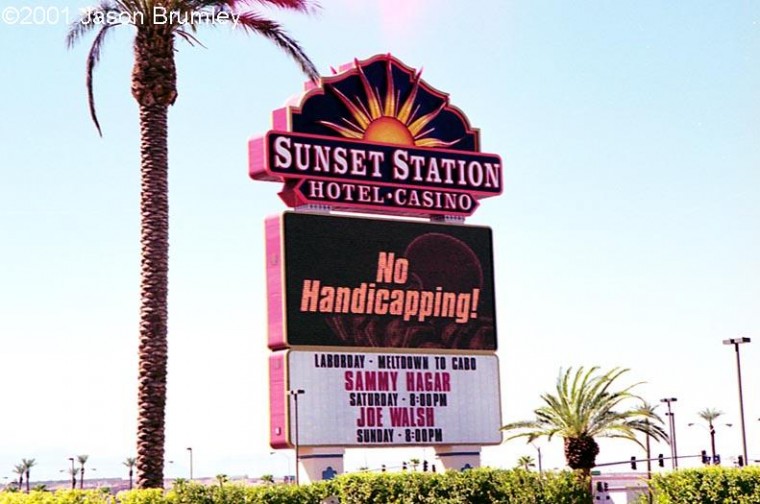 ©2001 Jason Brumley
SUNSET STATION
HOTEL·CASINO
No
Handicapping!
LABORDAY - MELTDOWN TO CABO
SAMMY HAGAR
SATURDAY - 8:00PM
JOE WALSH
SUNDAY - 8:00PM